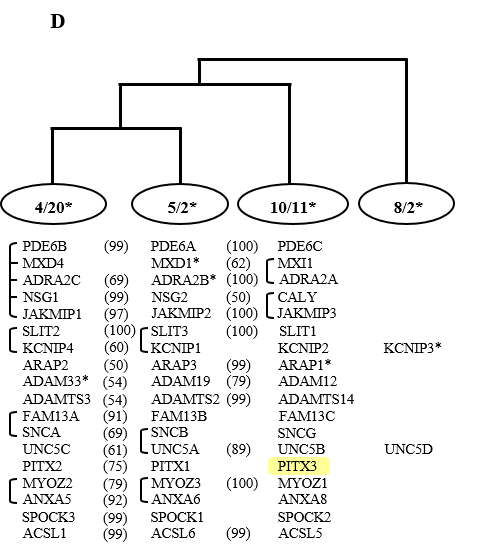 D
4/20* 5/2* 10/11* 8/2*
PDE6B (99) PDE6A (100) PDE6C
MXD4 MXD1* (62) MXI1
ADRA2C (69) ADRA2B* (100) ADRA2A
NSG1 (99) NSG2 (50) CALY
JAKMIP1 (97) JAKMIP2 (100) JAKMIP3
SLIT2 (100) SLIT3 (100) SLIT1
KCNIP4 (60) KCNIP1 KCNIP2 KCNIP3*
ARAP2 (50) ARAP3 (99) ARAP1*
ADAM33* (54) ADAM19 (79) ADAM12
ADAMTS3 (54) ADAMTS2 (99) ADAMTS14
FAM13A (91) FAM13B FAM13C
SNCA (69) SNCB SNCG
UNC5C (61) UNC5A (89) UNC5B UNC5D
PITX2 (75) PITX1 PITX3
MYOZ2 (79) MYOZ3 (100) MYOZ1
ANXA5 (92) ANXA6 ANXA8
SPOCK3 (99) SPOCK1 SPOCK2
ACSL1 (99) ACSL6 (99) ACSL5